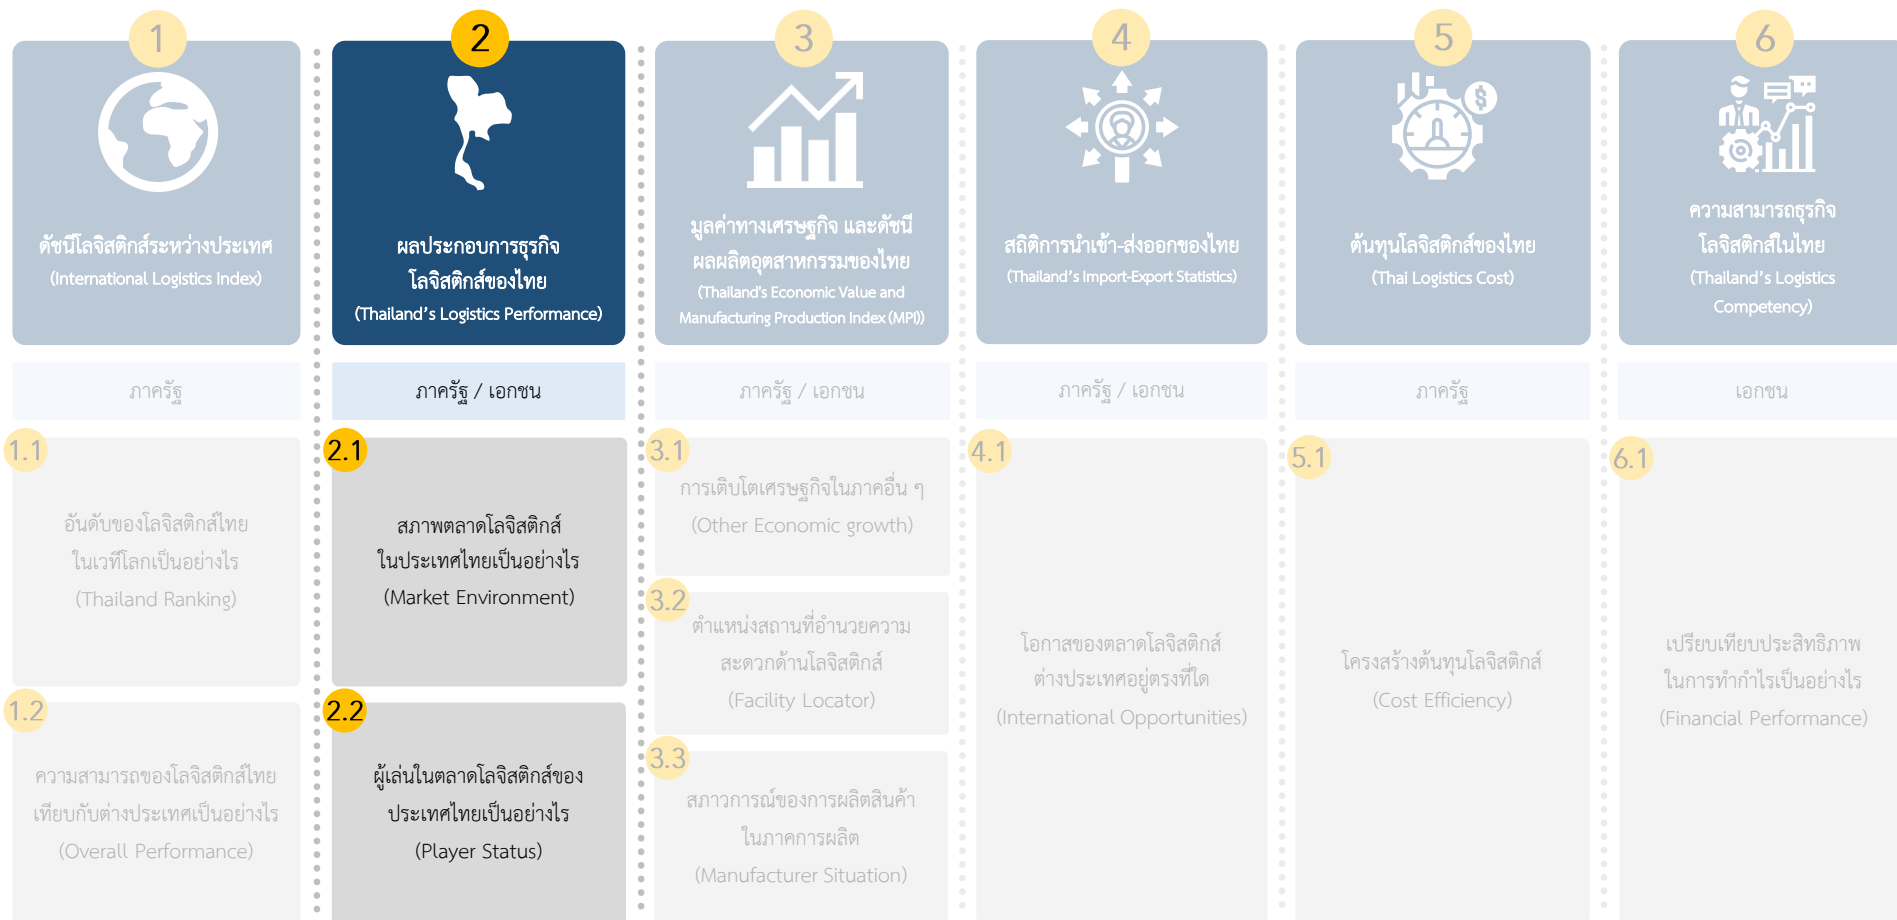 1
ดัชนีโลจิสติกส์ระหว่างประเทศ
(International Logistics Index)
ภาครัฐ
1.1
อันดับของโลจิสติกส์ไทย
ในเวทีโลกเป็นอย่างไร
(Thailand Ranking)
1.2
ความสามารถของโลจิสติกส์ไทย
เทียบกับต่างประเทศเป็นอย่างไร
(Overall Performance)
2
ผลประกอบการธุรกิจ
โลจิสติกส์ของไทย
(Thailand's Logistics Performance)
ภาครัฐ / เอกชน
2.1
สภาพตลาดโลจิสติกส์
ในประเทศไทยเป็นอย่างไร
(Market Environment)
2.2
ผู้เล่นในตลาดโลจิสติกส์ของ
ประเทศไทยเป็นอย่างไร
(Player Status)
3
มูลค่าทางเศรษฐกิจ และดัชนี
ผลผลิตอุตสาหกรรมของไทย
(Thailand's Economic Value and
Manufacturing Production Index (MPI))
ภาครัฐ / เอกชน
3.1
การเติบโตเศรษฐกิจในภาคอื่น ๆ
(Other Economic growth)
3.2
ตำแหน่งสถานที่อำนวยความ
สะดวกด้านโลจิสติกส์
(Facility Locator)
3.3
สภาวการณ์ของการผลิตสินค้า
ในภาคการผลิต
(Manufacturer Situation)
4
สถิติการนำเข้า-ส่งออกของไทย
(Thailand's Import-Export Statistics)
ภาครัฐ / เอกชน
4.1
โอกาสของตลาดโลจิสติกส์
ต่างประเทศอยู่ตรงที่ใด
(International Opportunities)
5
$
ต้นทุนโลจิสติกส์ของไทย
(Thai Logistics Cost)
ภาครัฐ
5.1
โครงสร้างต้นทุนโลจิสติกส์
(Cost Efficiency)
6
ความสามารถธุรกิจ
โลจิสติกส์ในไทย
(Thailand's Logistics
Competency)
เอกชน
6.1
เปรียบเทียบประสิทธิภาพ
ในการทำกำไรเป็นอย่างไร
(Financial Performance)